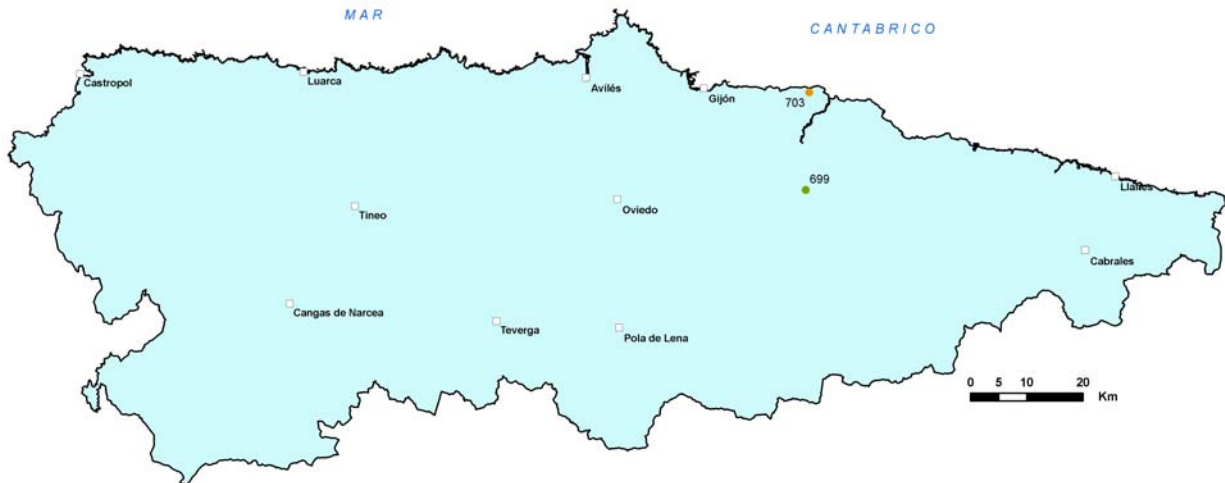 MAR
CANTABRICO
Castropol
Luarca
Avilés
Gijón
703
699
Llanes
Tineo
Oviedo
Cabrales
Cangas de Narcea
Teverga
Pola de Lena
0 5 10 20
Km